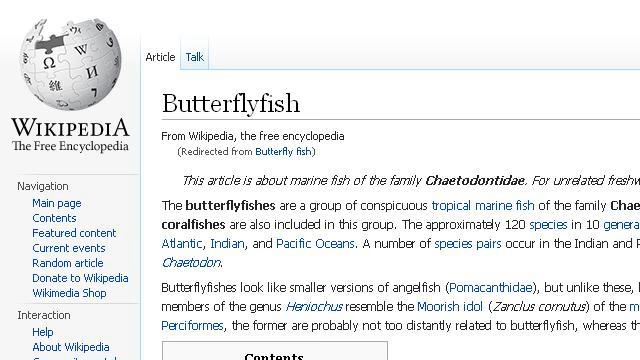 Ω W И 維
WIKIPEDIA
The Free Encyclopedia
Article Talk
Butterflyfish
From Wikipedia, the free encyclopedia
(Redirected from Butterfly fish)
This article is about marine fish of the family Chaetodontidae. For unrelated freshw
The butterflyfishes are a group of conspicuous tropical marine fish of the family Chae
coralfishes are also included in this group. The approximately 120 species in 10 genera
Atlantic, Indian, and Pacific Oceans. A number of species pairs occur in the Indian and P
Chaetodon.
Butterflyfishes look like smaller versions of angelfish (Pomacanthidae), but unlike these,
members of the genus Heniochus resemble the Moorish idol (Zanclus cornutus) of the m
Perciformes, the former are probably not too distantly related to butterflyfish, whereas th
Contents
Navigation
Main page
Contents
Featured content
Current events
Random article
Donate to Wikipedia
Wikimedia Shop
Interaction
Help
About Wikipedia